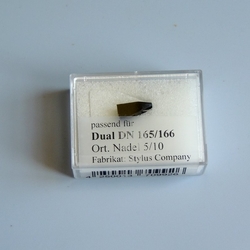 passend für
Dual DN 165/166
Ort. Nadel 5/10
Fabrikat: Stylus Company